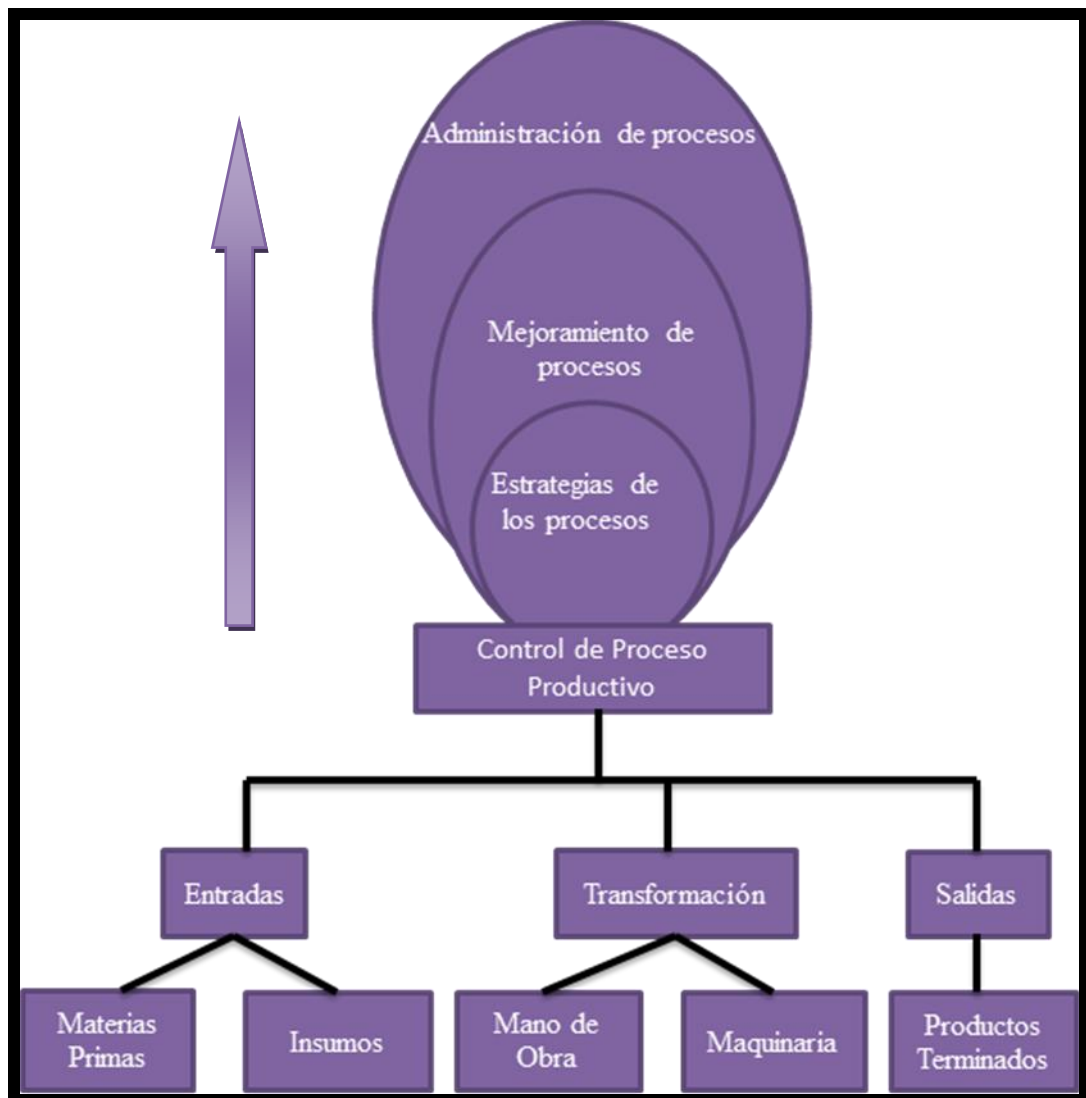 Administración de procesos
Mejoramiento de
procesos
Estrategias de
los procesos
Control de Proceso
Productivo
Entradas
Transformación
Salidas
Materias
Primas
Insumos
Mano de
Obra
Maquinaria
Productos
Terminados